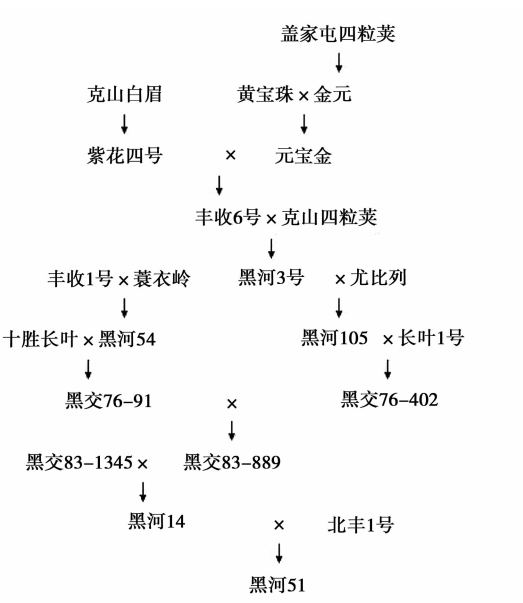 盖家屯四粒荚
↓
克山白眉 黄宝珠×金元
↓ ↓
紫花四号 × 元宝金
↓
丰收6号×克山四粒荚
↓
丰收1号×蓑衣岭 黑河3号 ×尤比列
↓ ↓
十胜长叶×黑河54 黑河105 ×长叶1号
↓ ↓
黑交76-91 × 黑交76-402
↓
黑交83-1345× 黑交83-889
↓
黑河14 × 北丰1号
↓
黑河51